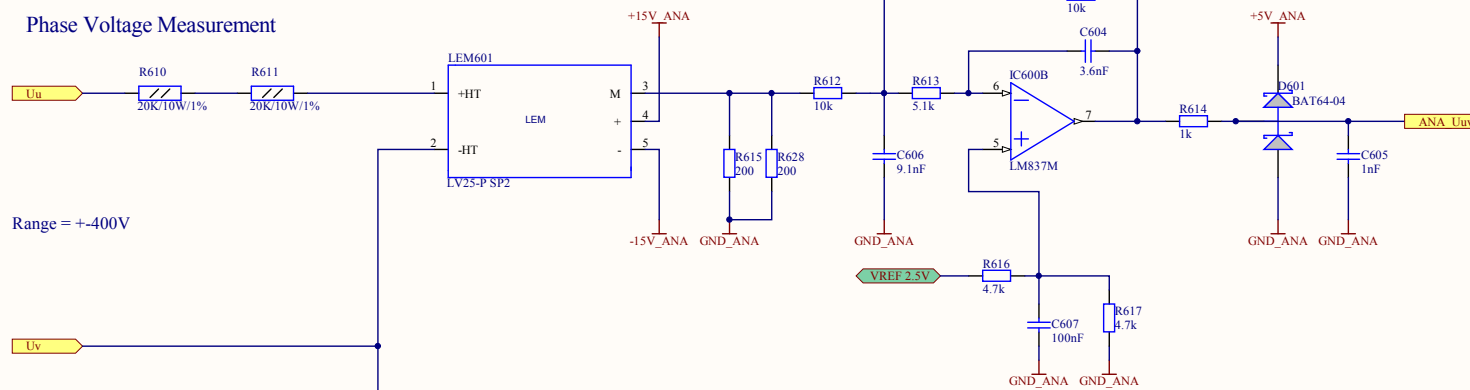 Phase Voltage Measurement
+15V_ANA
10k
+5V_ANA
C604
3.6nF
LEM601
R610
R611
Uu
20K/10W/1%
20K/10W/1%
1
+HT
M
3
R612
10k
R613
5.1k
6
IC600B
D601
BAT64-04
LEM
+
4
7
R614
1k
ANA_Uuv
2
-HT
-
5
LV25-P SP2
R615
200
R628
200
C606
9.1nF
5
LM837M
C605
1nF
Range = +-400V
-15V_ANA
GND_ANA
GND_ANA
GND_ANA
GND_ANA
VREF 2.5V
R616
4.7k
C607
100nF
R617
4.7k
Uv
GND_ANA
GND_ANA